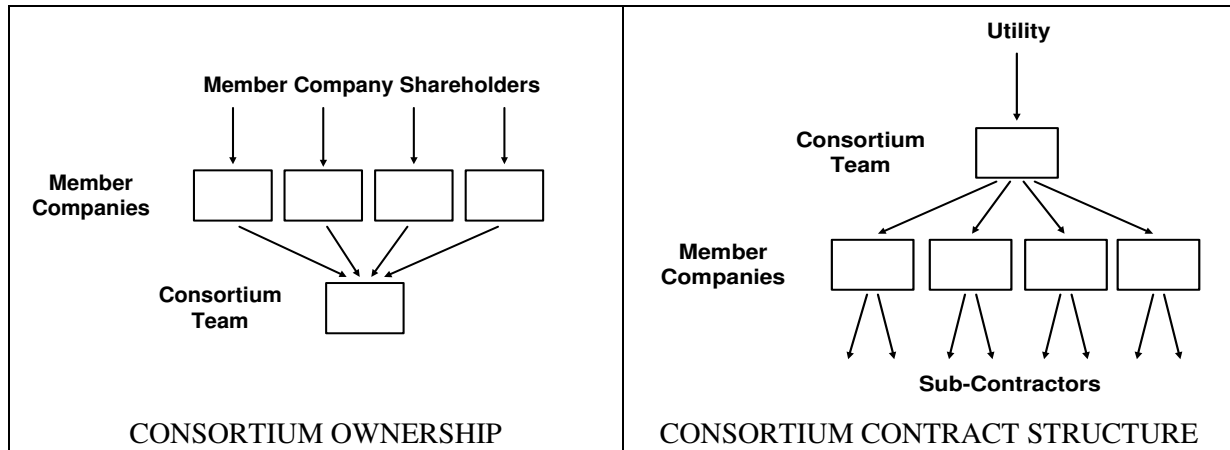 Member Company Shareholders
Member
Companies
Consortium
Team
CONSORTIUM OWNERSHIP
Utility
Consortium
Team
Member
Companies
Sub-Contractors
CONSORTIUM CONTRACT STRUCTURE